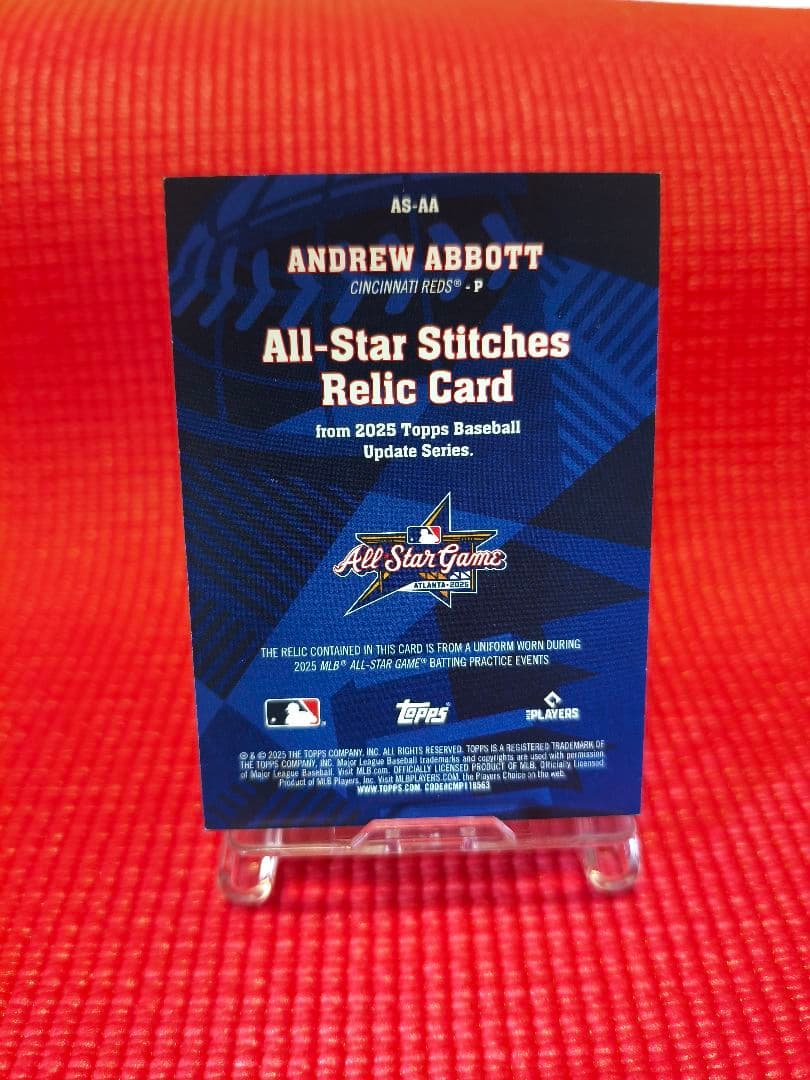 AS-AA
ANDREW ABBOTT
CINCINNATI REDS® - P
All-Star Stitches
Relic Card
from 2025 Topps Baseball
Update Series.
All-Star Game
ATLANTA • 2025
THE RELIC CONTAINED IN THIS CARD IS FROM A UNIFORM WORN DURING
2025 MLB® ALL-STAR GAME® BATTING PRACTICE EVENTS
Topps®
MLB PLAYERS
® & © 2025 THE TOPPS COMPANY, INC. ALL RIGHTS RESERVED. TOPPS IS A REGISTERED TRADEMARK OF
THE TOPPS COMPANY, INC. Major League Baseball trademarks and copyrights are used with permission
of Major League Baseball. Visit MLB.com. OFFICIALLY LICENSED PRODUCT OF MLB. Officially Licensed
Product of MLB Players, Inc. Visit MLBPLAYERS.COM, the Players Choice on the web.
WWW.TOPPS.COM CODE#CMP118563